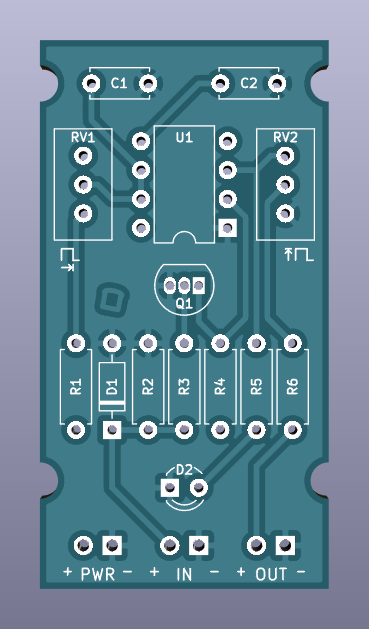 C1 C2
RV1 U1 RV2
Q1
R1 D1 R2 R3 R4 R5 R6
D2
+ PWR - + IN - + OUT -